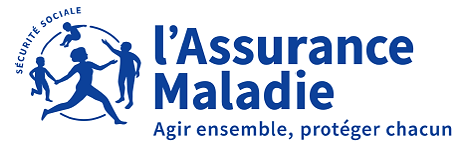 SÉCURITÉ SOCIALE
l'Assurance
Maladie
Agir ensemble, protéger chacun